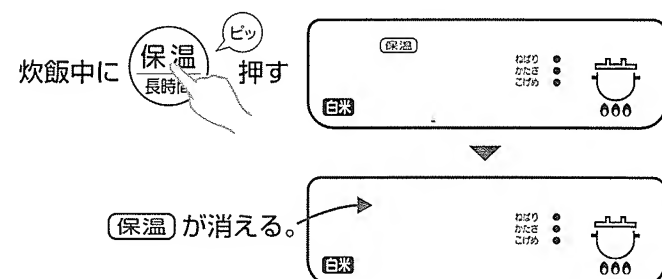 炊飯中に 保温 長時間 ピッ 押す
保温
ねばり
かたさ
こげめ
白米
保温 が消える。
ねばり
かたさ
こげめ
白米